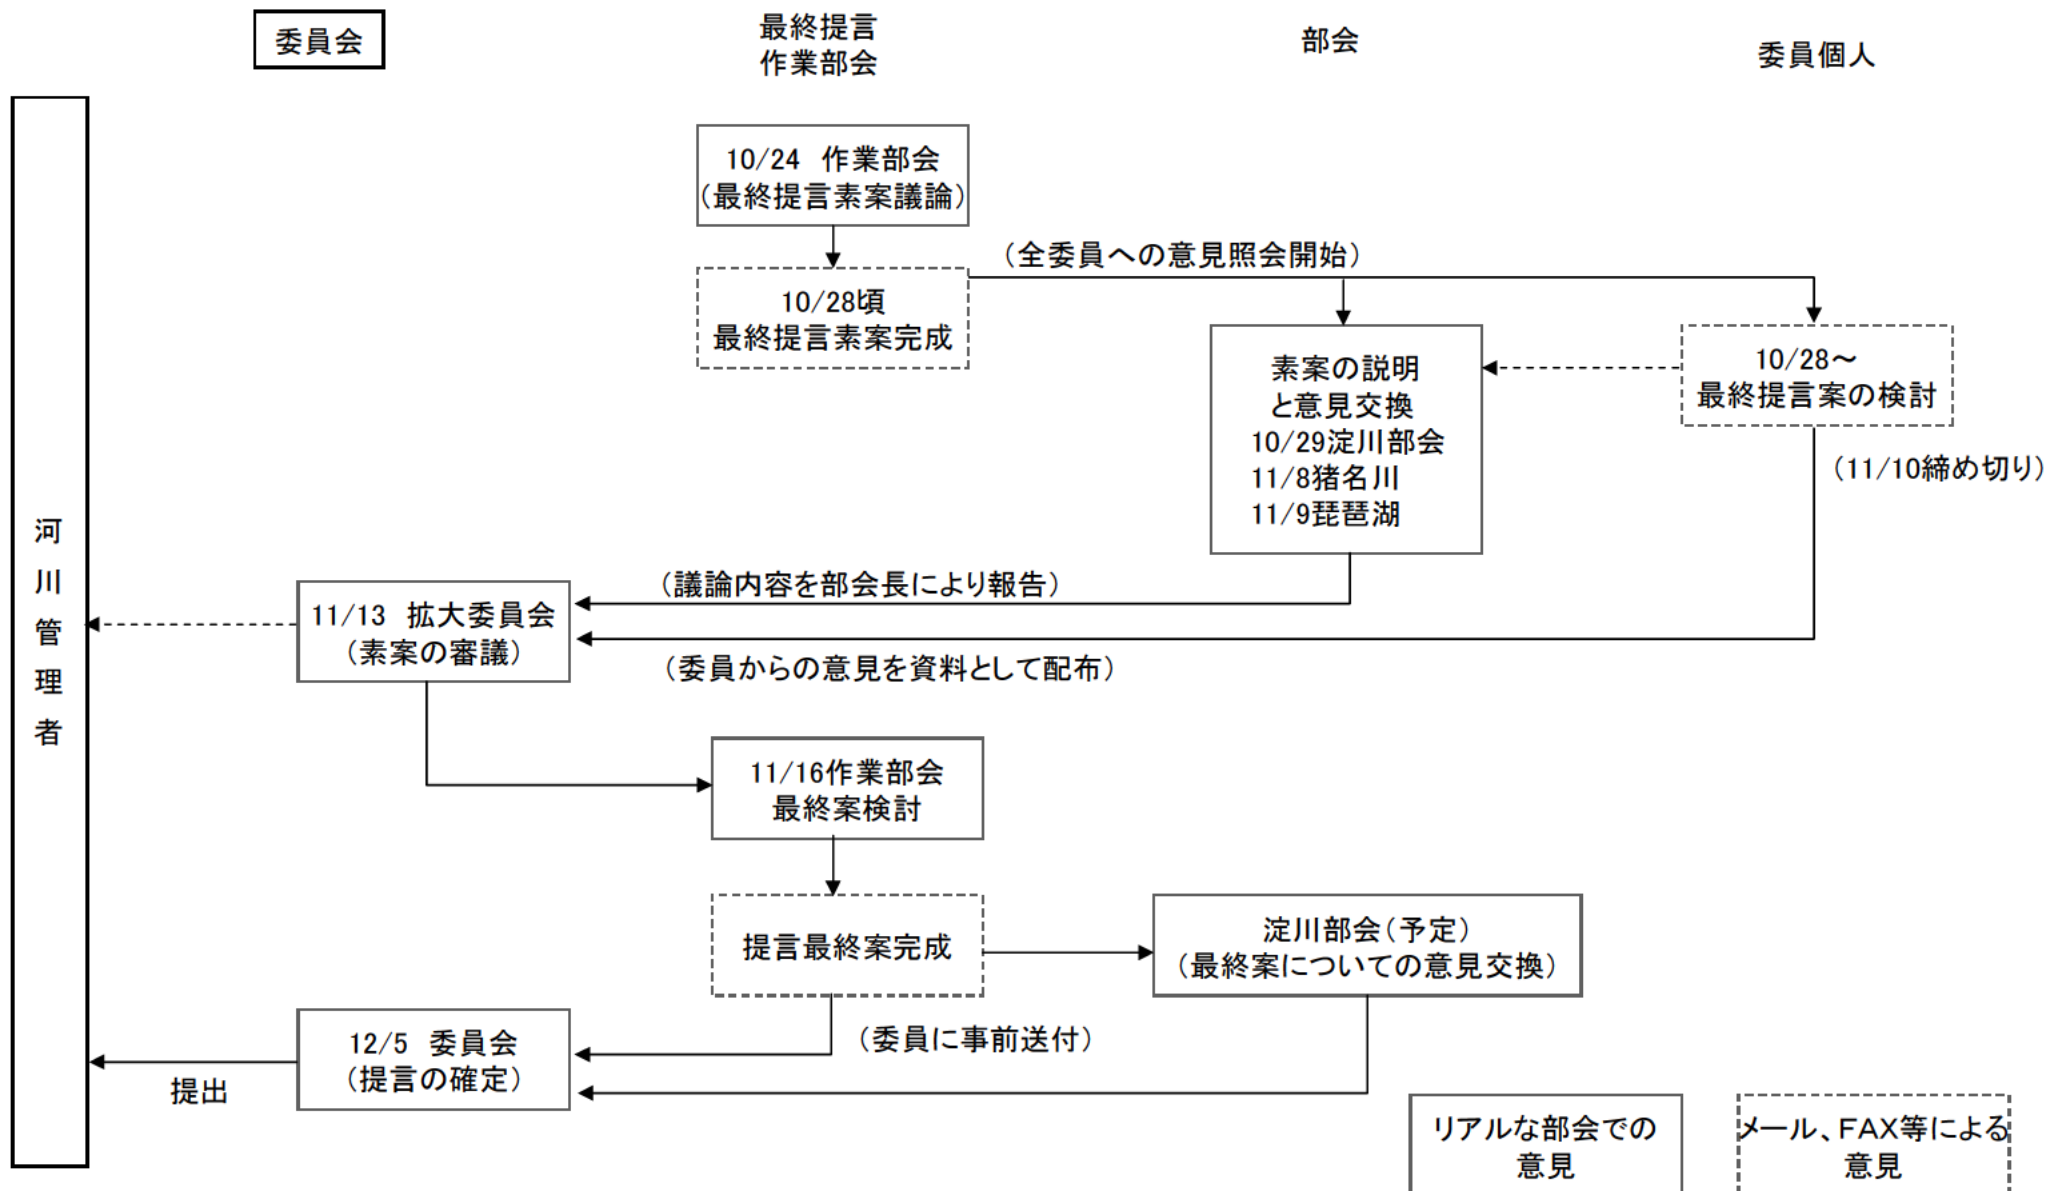 委員会
最終提言
作業部会
部会
委員個人
河
川
管
理
者
10/24 作業部会
(最終提言素案議論)
(全委員への意見照会開始)
10/28頃
最終提言素案完成
素案の説明
と意見交換
10/29淀川部会
11/8猪名川
11/9琵琶湖
10/28～
最終提言案の検討
(11/10締め切り)
(議論内容を部会長により報告)
11/13 拡大委員会
(素案の審議)
(委員からの意見を資料として配布)
11/16作業部会
最終案検討
提言最終案完成
淀川部会(予定)
(最終案についての意見交換)
(委員に事前送付)
12/5 委員会
(提言の確定)
提出
リアルな部会での
意見
メール、FAX等による
意見